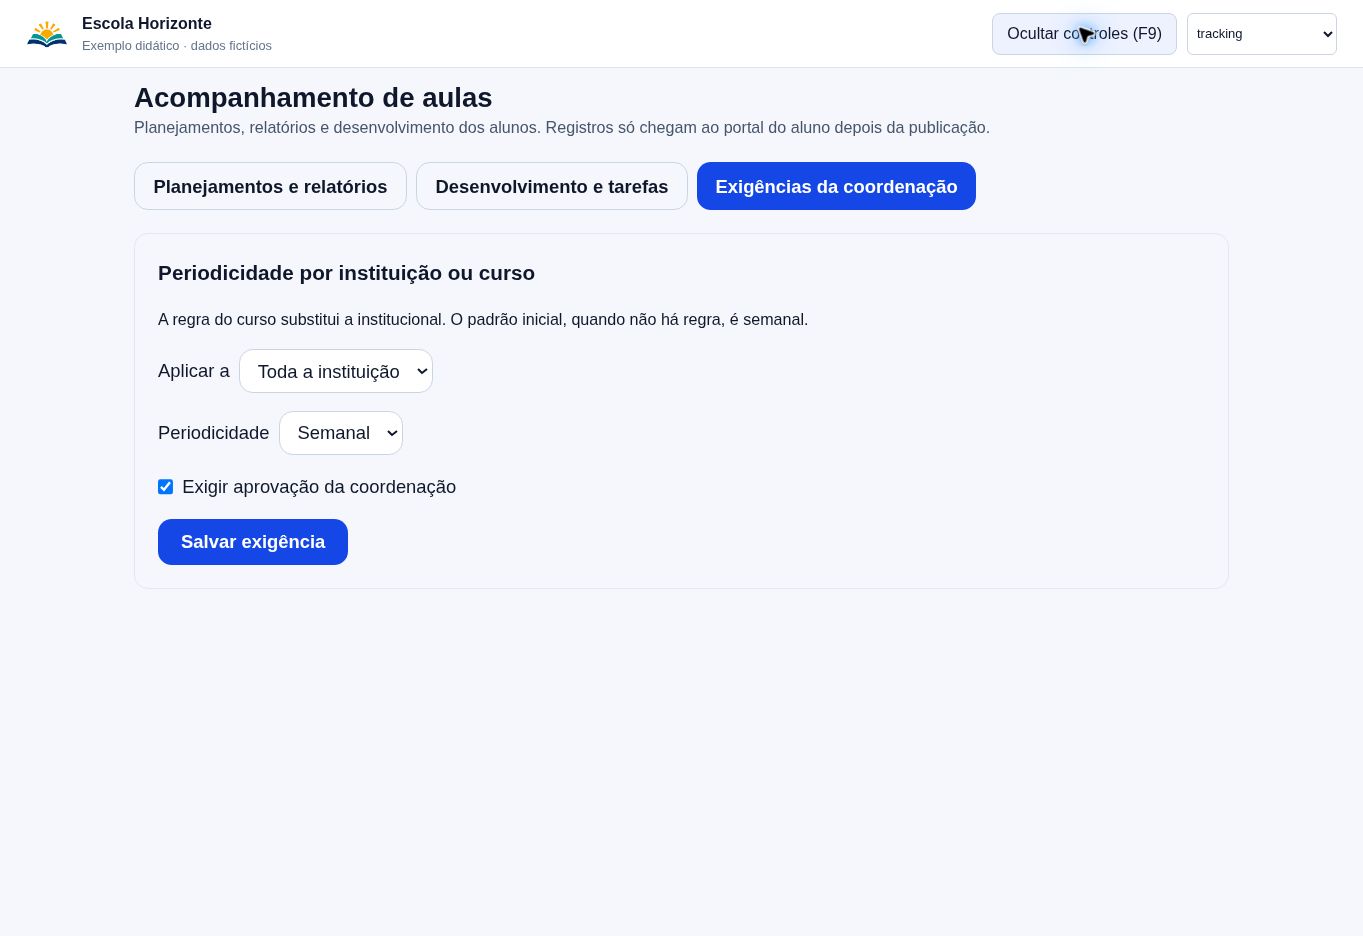 Escola Horizonte
Exemplo didático · dados fictícios
Ocultar controles (F9)
tracking
Acompanhamento de aulas
Planejamentos, relatórios e desenvolvimento dos alunos. Registros só chegam ao portal do aluno depois da publicação.
Planejamentos e relatórios
Desenvolvimento e tarefas
Exigências da coordenação
Periodicidade por instituição ou curso
A regra do curso substitui a institucional. O padrão inicial, quando não há regra, é semanal.
Aplicar a Toda a instituição
Periodicidade Semanal
Exigir aprovação da coordenação
Salvar exigência